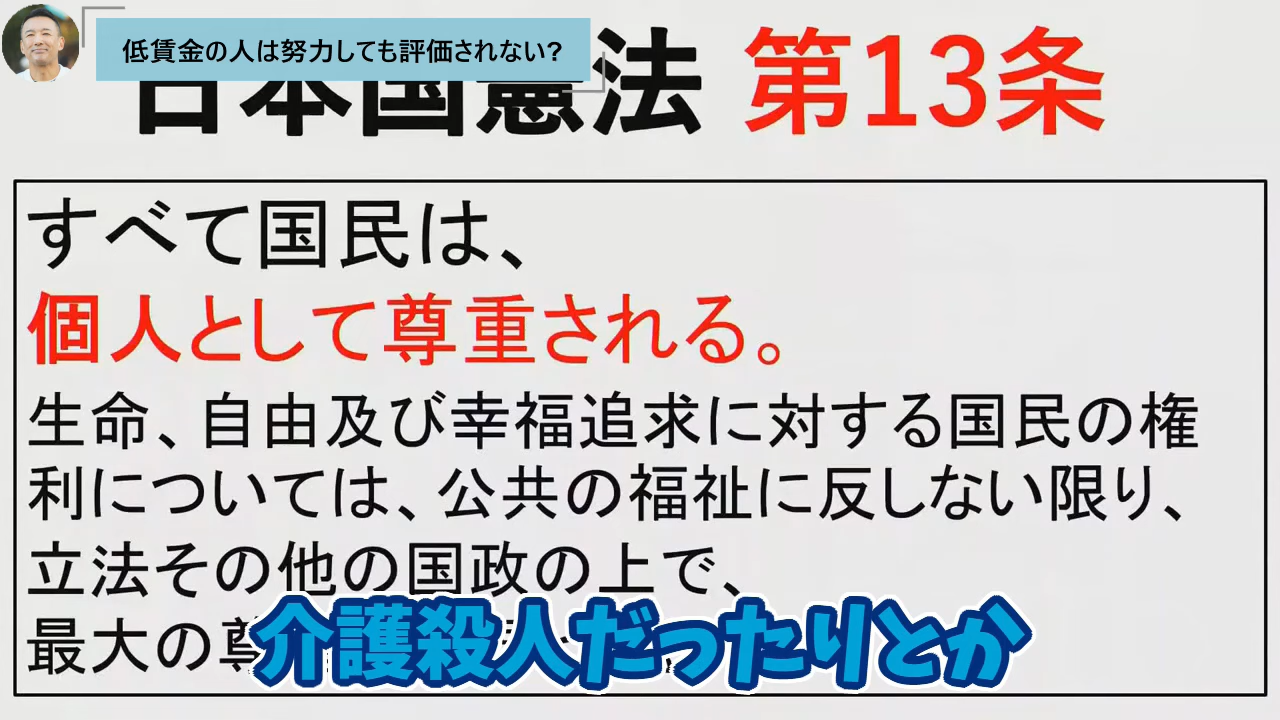 低賃金の人は努力しても評価されない?
日本国憲法 第13条
すべて国民は、
個人として尊重される。
生命、自由及び幸福追求に対する国民の権
利については、公共の福祉に反しない限り、
立法その他の国政の上で、
最大の尊
介護殺人だったりとか